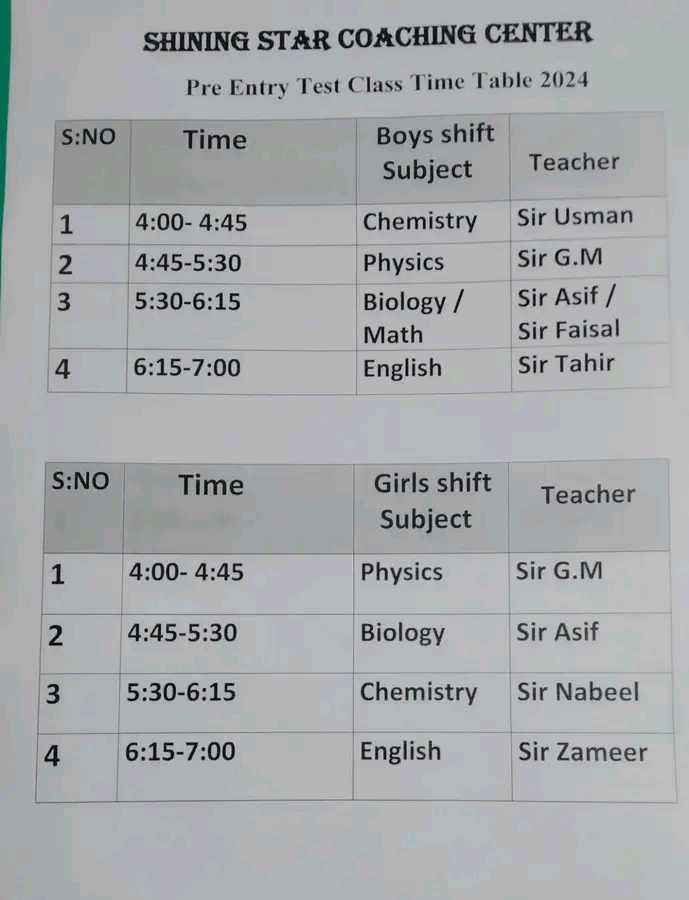 SHINING STAR COACHING CENTER
Pre Entry Test Class Time Table 2024
S:NO Time Boys shift Subject Teacher
1 4:00- 4:45 Chemistry Sir Usman
2 4:45-5:30 Physics Sir G.M
3 5:30-6:15 Biology / Math Sir Asif / Sir Faisal
4 6:15-7:00 English Sir Tahir
S:NO Time Girls shift Subject Teacher
1 4:00- 4:45 Physics Sir G.M
2 4:45-5:30 Biology Sir Asif
3 5:30-6:15 Chemistry Sir Nabeel
4 6:15-7:00 English Sir Zameer